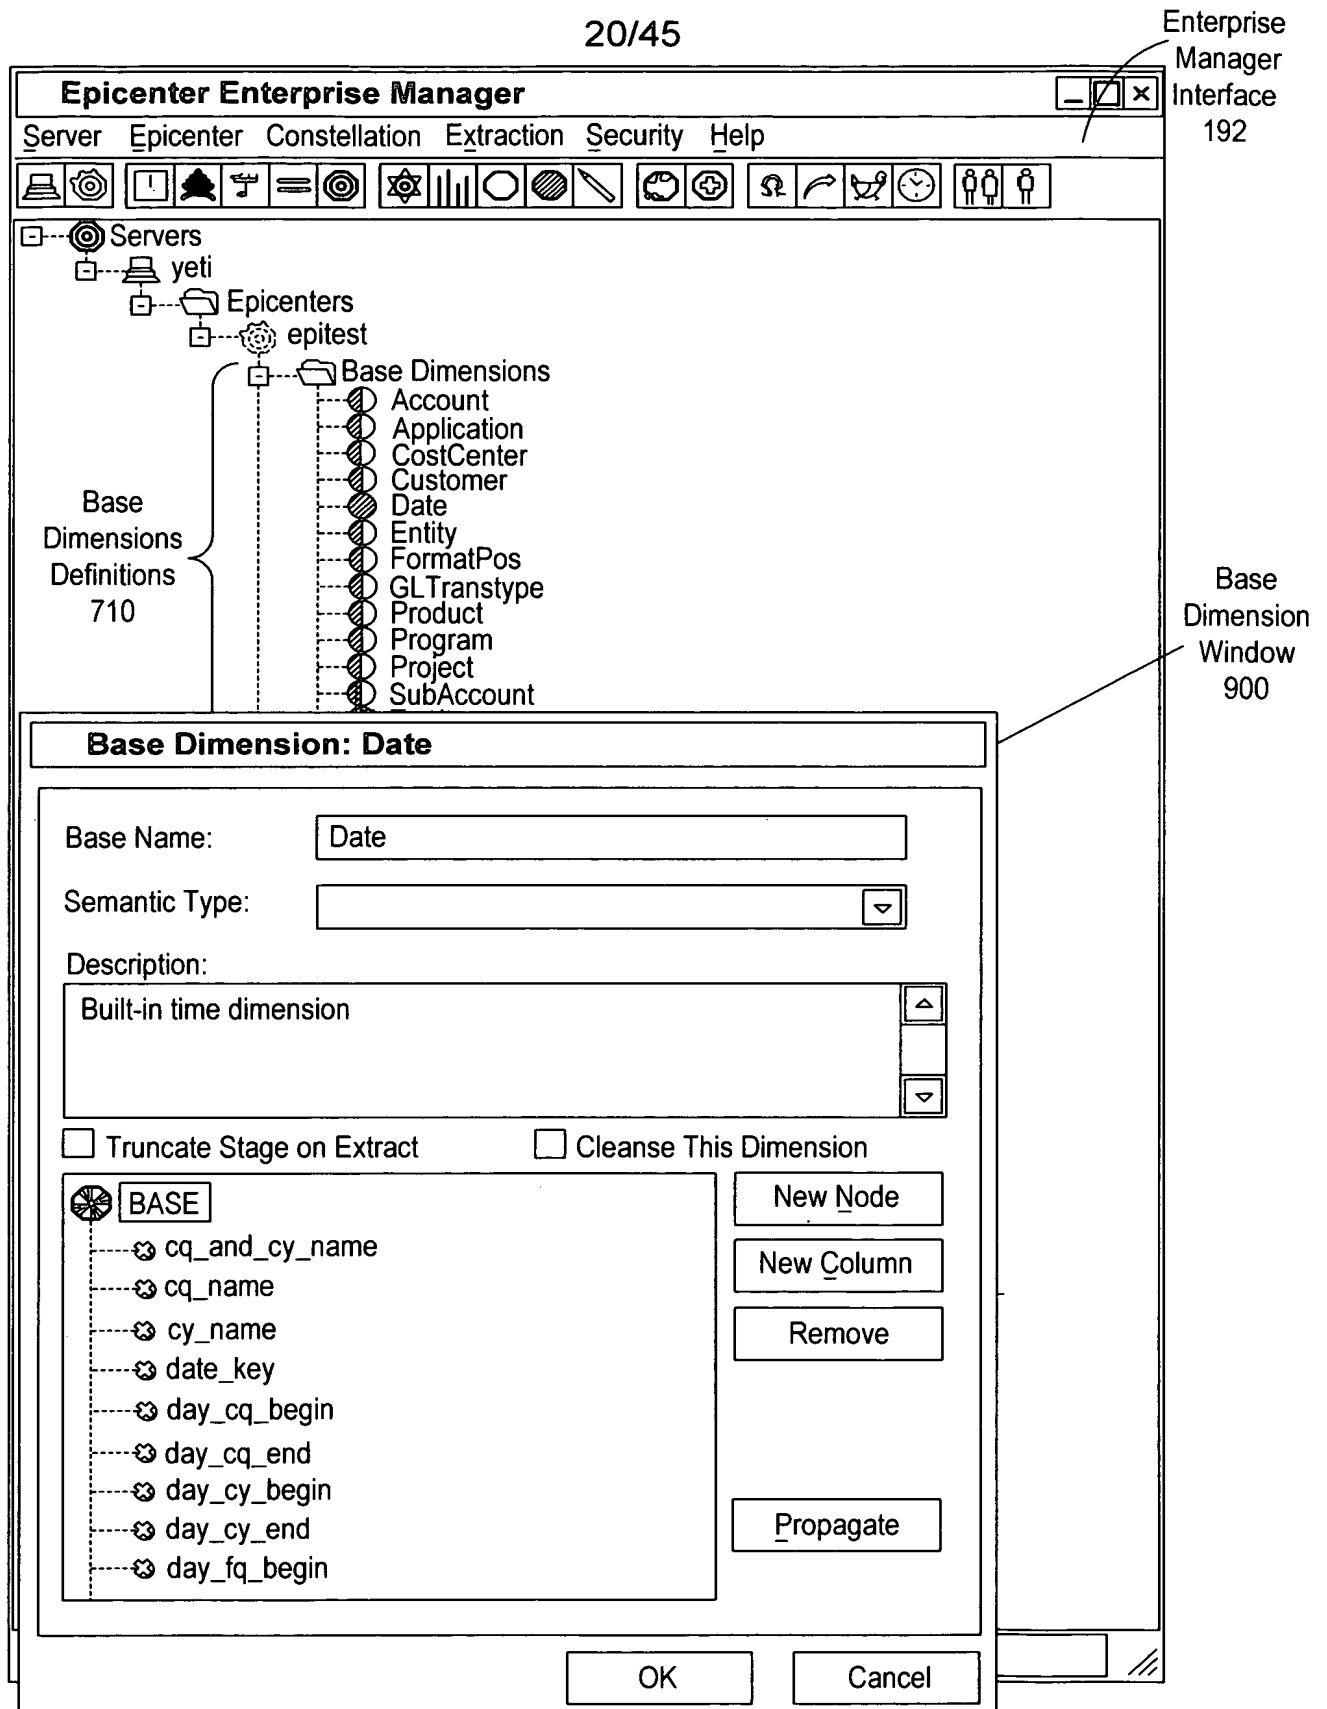 20/45
Enterprise
Manager
Interface
192
Epicenter Enterprise Manager
Server Epicenter Constellation Extraction Security Help
Servers
yeti
Epicenters
epitest
Base Dimensions
Account
Application
CostCenter
Customer
Date
Entity
FormatPos
GLTranstype
Product
Program
Project
SubAccount
Base
Dimensions
Definitions
710
Base
Dimension
Window
900
Base Dimension: Date
Base Name: Date
Semantic Type:
Description:
Built-in time dimension
Truncate Stage on Extract Cleanse This Dimension
BASE
cq_and_cy_name
cq_name
cy_name
date_key
day_cq_begin
day_cq_end
day_cy_begin
day_cy_end
day_fq_begin
New Node
New Column
Remove
Propagate
OK Cancel